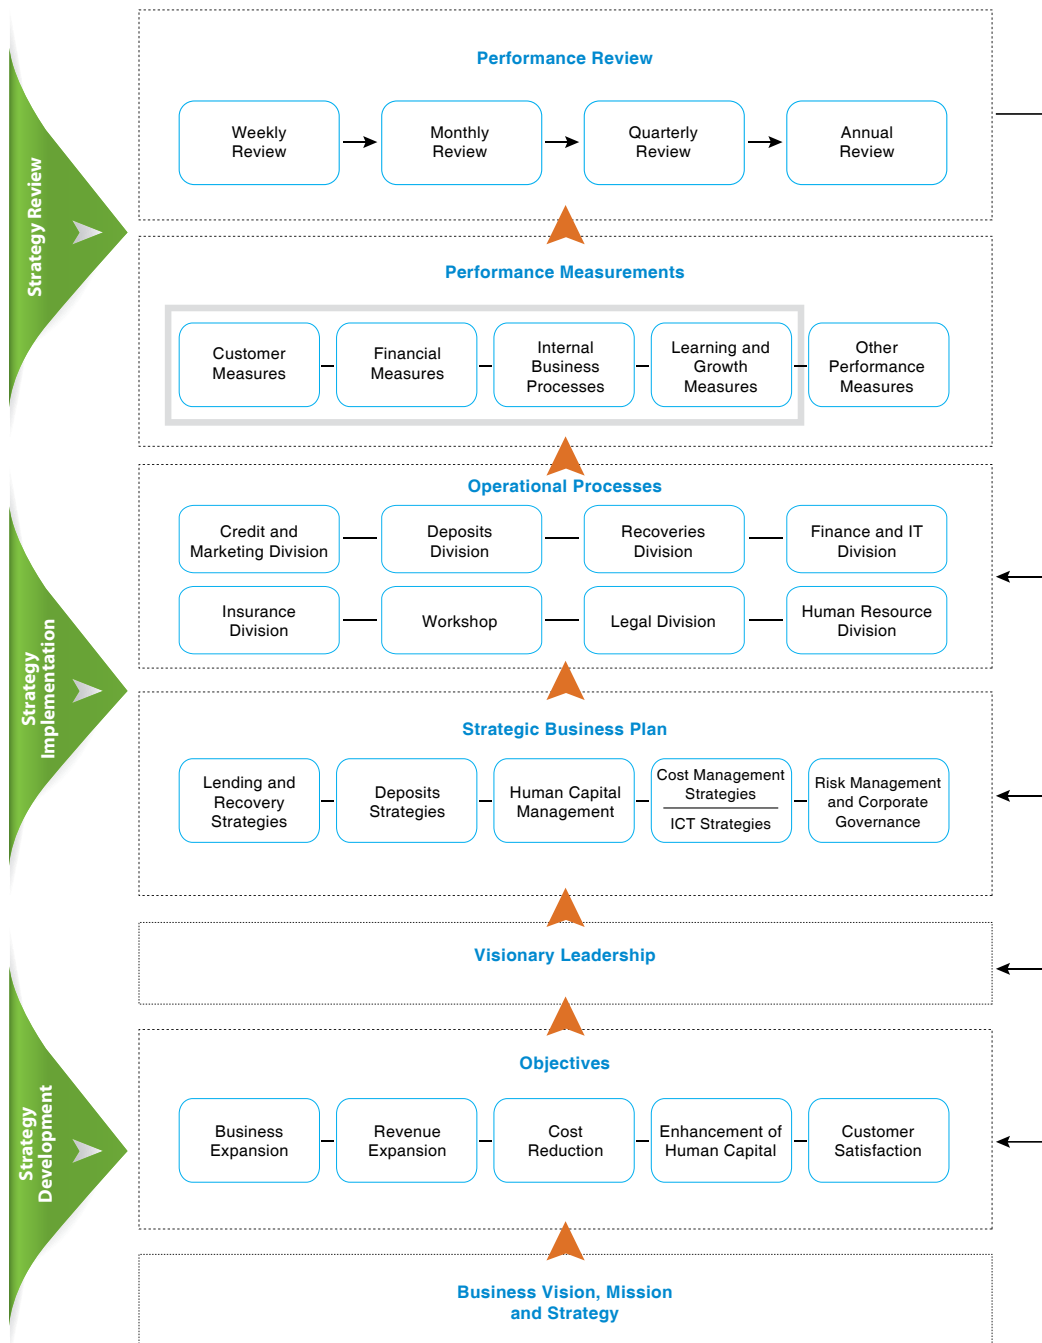 Strategy Review
Performance Review
Weekly
Review
Monthly
Review
Quarterly
Review
Annual
Review
Performance Measurements
Customer
Measures
Financial
Measures
Internal
Business
Processes
Learning and
Growth
Measures
Other
Performance
Measures
Strategy
Implementation
Operational Processes
Credit and
Marketing Division
Deposits
Division
Recoveries
Division
Finance and IT
Division
Insurance
Division
Workshop
Legal Division
Human Resource
Division
Strategic Business Plan
Lending and
Recovery
Strategies
Deposits
Strategies
Human Capital
Management
Cost Management
Strategies
ICT Strategies
Risk Management
and Corporate
Governance
Visionary Leadership
Strategy
Development
Objectives
Business
Expansion
Revenue
Expansion
Cost
Reduction
Enhancement of
Human Capital
Customer
Satisfaction
Business Vision, Mission
and Strategy